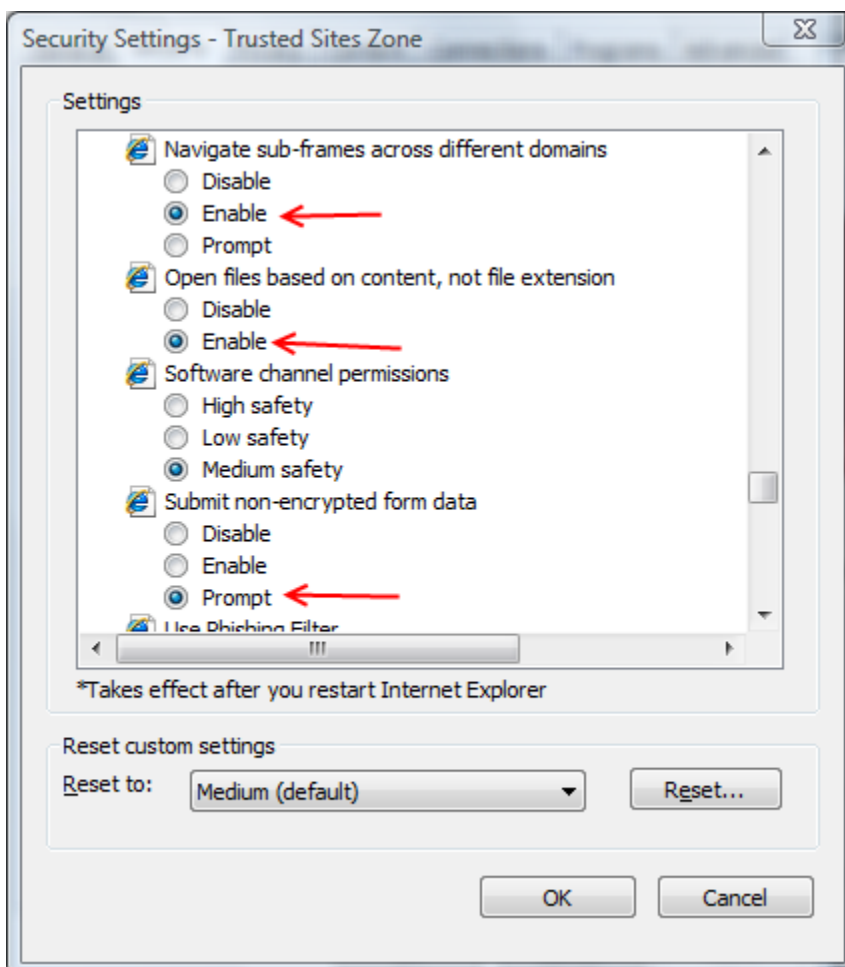 Security Settings - Trusted Sites Zone
Settings
Navigate sub-frames across different domains
Disable
Enable
Prompt
Open files based on content, not file extension
Disable
Enable
Software channel permissions
High safety
Low safety
Medium safety
Submit non-encrypted form data
Disable
Enable
Prompt
Use Phishing Filter
*Takes effect after you restart Internet Explorer
Reset custom settings
Reset to:
Medium (default)
Reset...
OK
Cancel